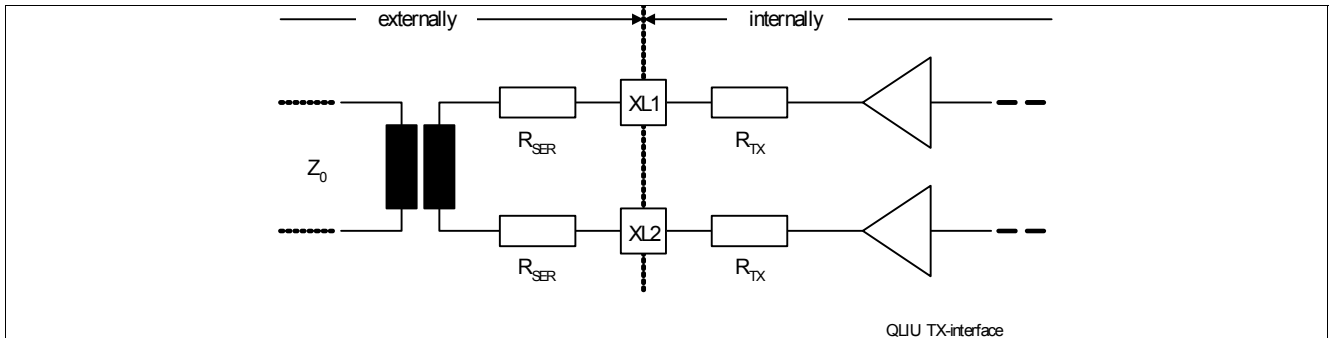 externally internally
XL1
R_SER R_TX
Z_0
XL2
R_SER R_TX
QLIU TX-interface